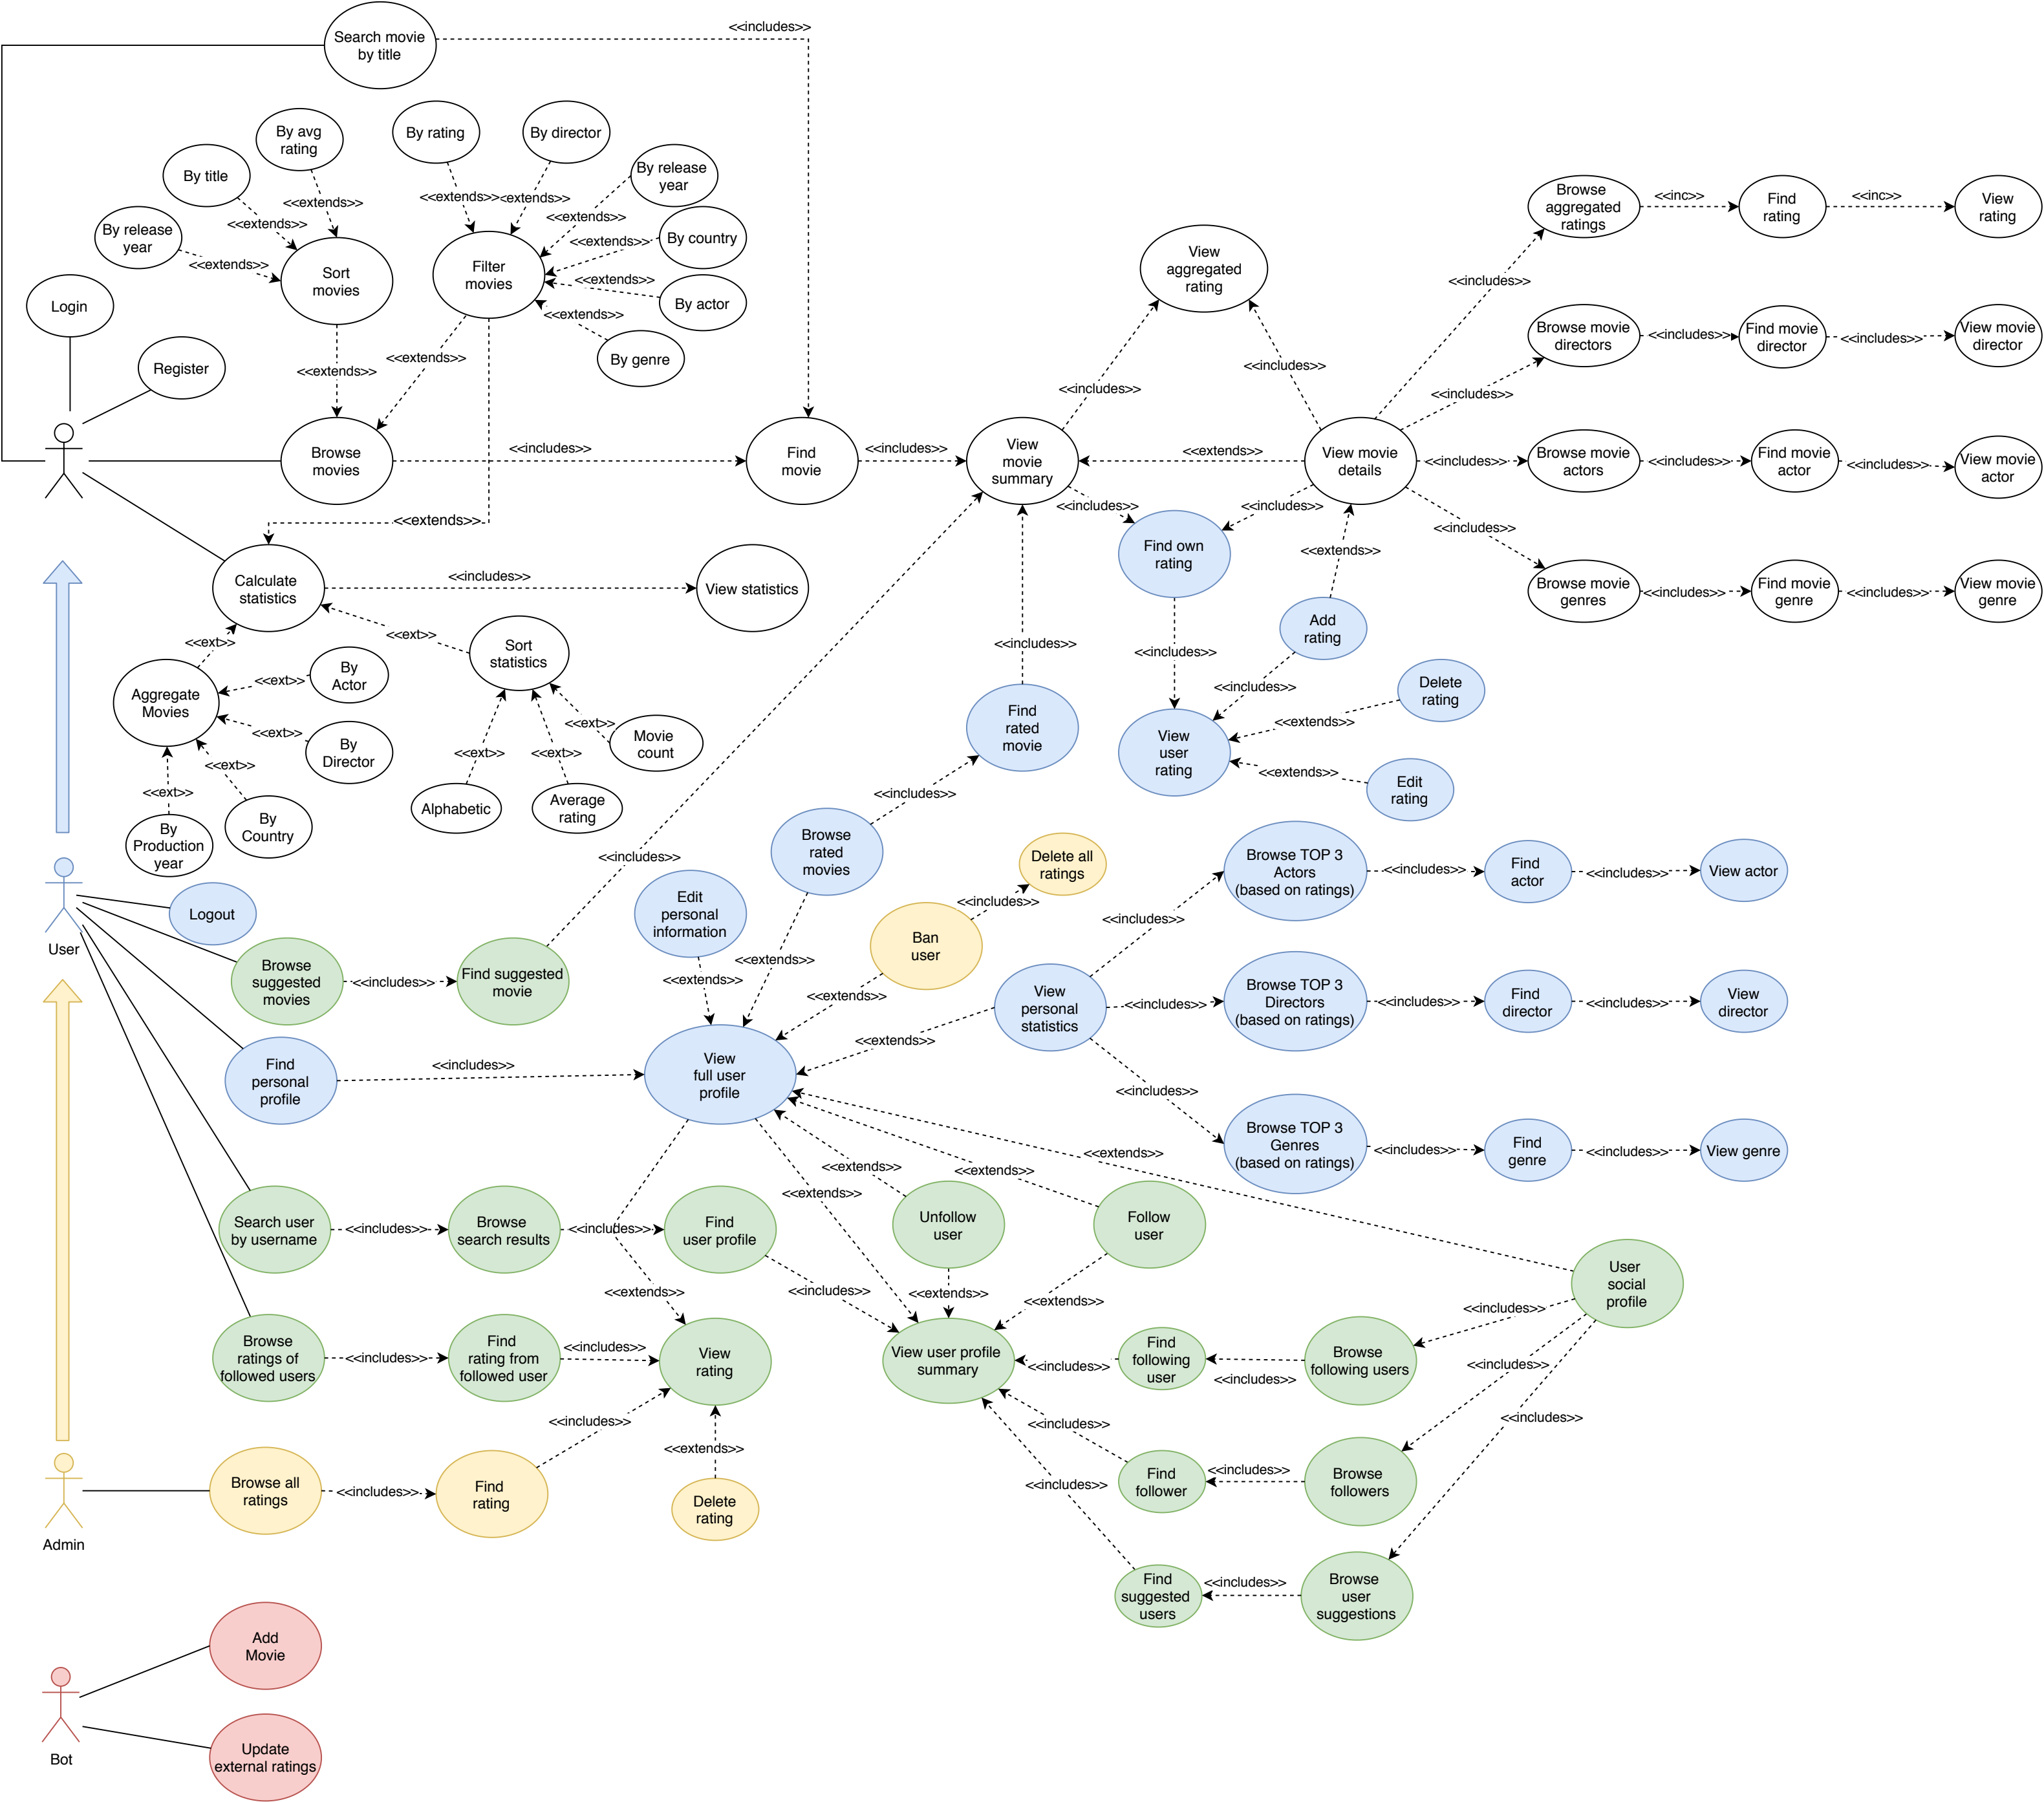 Search movie
by title
<<includes>>
By avg
rating
By rating
By director
By title
By release
year
<<extends>>
<<extends>>
<<extends>>
<<extends>>
<<extends>>
By release
year
<<extends>>
<<extends>>
By country
<<extends>>
By actor
<<extends>>
By genre
Sort
movies
Filter
movies
Login
Register
<<extends>>
<<extends>>
Browse
movies
<<includes>>
Find
movie
<<includes>>
View
movie
summary
<<extends>>
View movie
details
View
aggregated
rating
<<includes>>
<<includes>>
<<includes>>
Browse
aggregated
ratings
<<inc>>
Find
rating
<<inc>>
View
rating
<<includes>>
Browse movie
directors
<<includes>>
Find movie
director
<<includes>>
View movie
director
<<includes>>
Browse movie
actors
<<includes>>
Find movie
actor
<<includes>>
View movie
actor
<<includes>>
Browse movie
genres
<<includes>>
Find movie
genre
<<includes>>
View movie
genre
<<includes>>
<<includes>>
Find own
rating
<<extends>>
Add
rating
<<includes>>
<<includes>>
Delete
rating
<<extends>>
View
user
rating
<<extends>>
Edit
rating
<<extends>>
Calculate
statistics
<<includes>>
View statistics
<<ext>>
<<ext>>
Sort
statistics
Aggregate
Movies
<<ext>>
By
Actor
<<ext>>
By
Director
<<ext>>
<<ext>>
By
Production
year
By
Country
<<ext>>
<<ext>>
<<ext>>
Movie
count
Alphabetic
Average
rating
<<includes>>
Find
rated
movie
<<includes>>
Browse
rated
movies
<<includes>>
Delete all
ratings
<<includes>>
Ban
user
Edit
personal
information
<<extends>>
<<extends>>
<<extends>>
User
Logout
Browse
suggested
movies
<<includes>>
Find suggested
movie
Find
personal
profile
<<includes>>
View
full user
profile
<<extends>>
View
personal
statistics
<<includes>>
Browse TOP 3
Actors
(based on ratings)
<<includes>>
Find
actor
<<includes>>
View actor
<<includes>>
Browse TOP 3
Directors
(based on ratings)
<<includes>>
Find
director
<<includes>>
View
director
<<includes>>
Browse TOP 3
Genres
(based on ratings)
<<includes>>
Find
genre
<<includes>>
View genre
<<extends>>
<<extends>>
<<extends>>
<<extends>>
Search user
by username
<<includes>>
Browse
search results
<<includes>>
Find
user profile
Unfollow
user
Follow
user
<<includes>>
<<extends>>
<<extends>>
<<extends>>
User
social
profile
<<includes>>
<<includes>>
<<includes>>
Browse
ratings of
followed users
<<includes>>
Find
rating from
followed user
<<includes>>
View
rating
View user profile
summary
<<includes>>
Find
following
user
<<includes>>
Browse
following users
<<includes>>
Find
follower
<<includes>>
Browse
followers
<<includes>>
Find
suggested
users
<<includes>>
Browse
user
suggestions
<<includes>>
<<extends>>
Admin
Browse all
ratings
<<includes>>
Find
rating
Delete
rating
Bot
Add
Movie
Update
external ratings